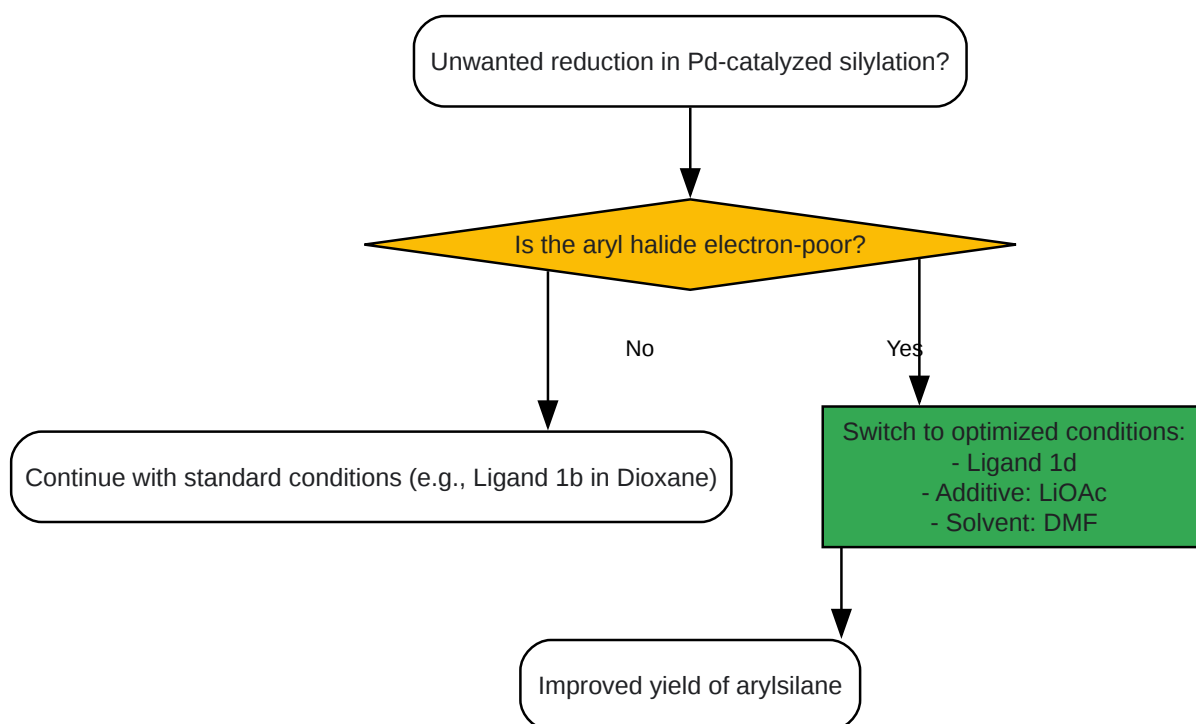 Unwanted reduction in Pd-catalyzed silylation?
Is the aryl halide electron-poor?
No
Yes
Continue with standard conditions (e.g., Ligand 1b in Dioxane)
Switch to optimized conditions:
- Ligand 1d
- Additive: LiOAc
- Solvent: DMF
Improved yield of arylsilane